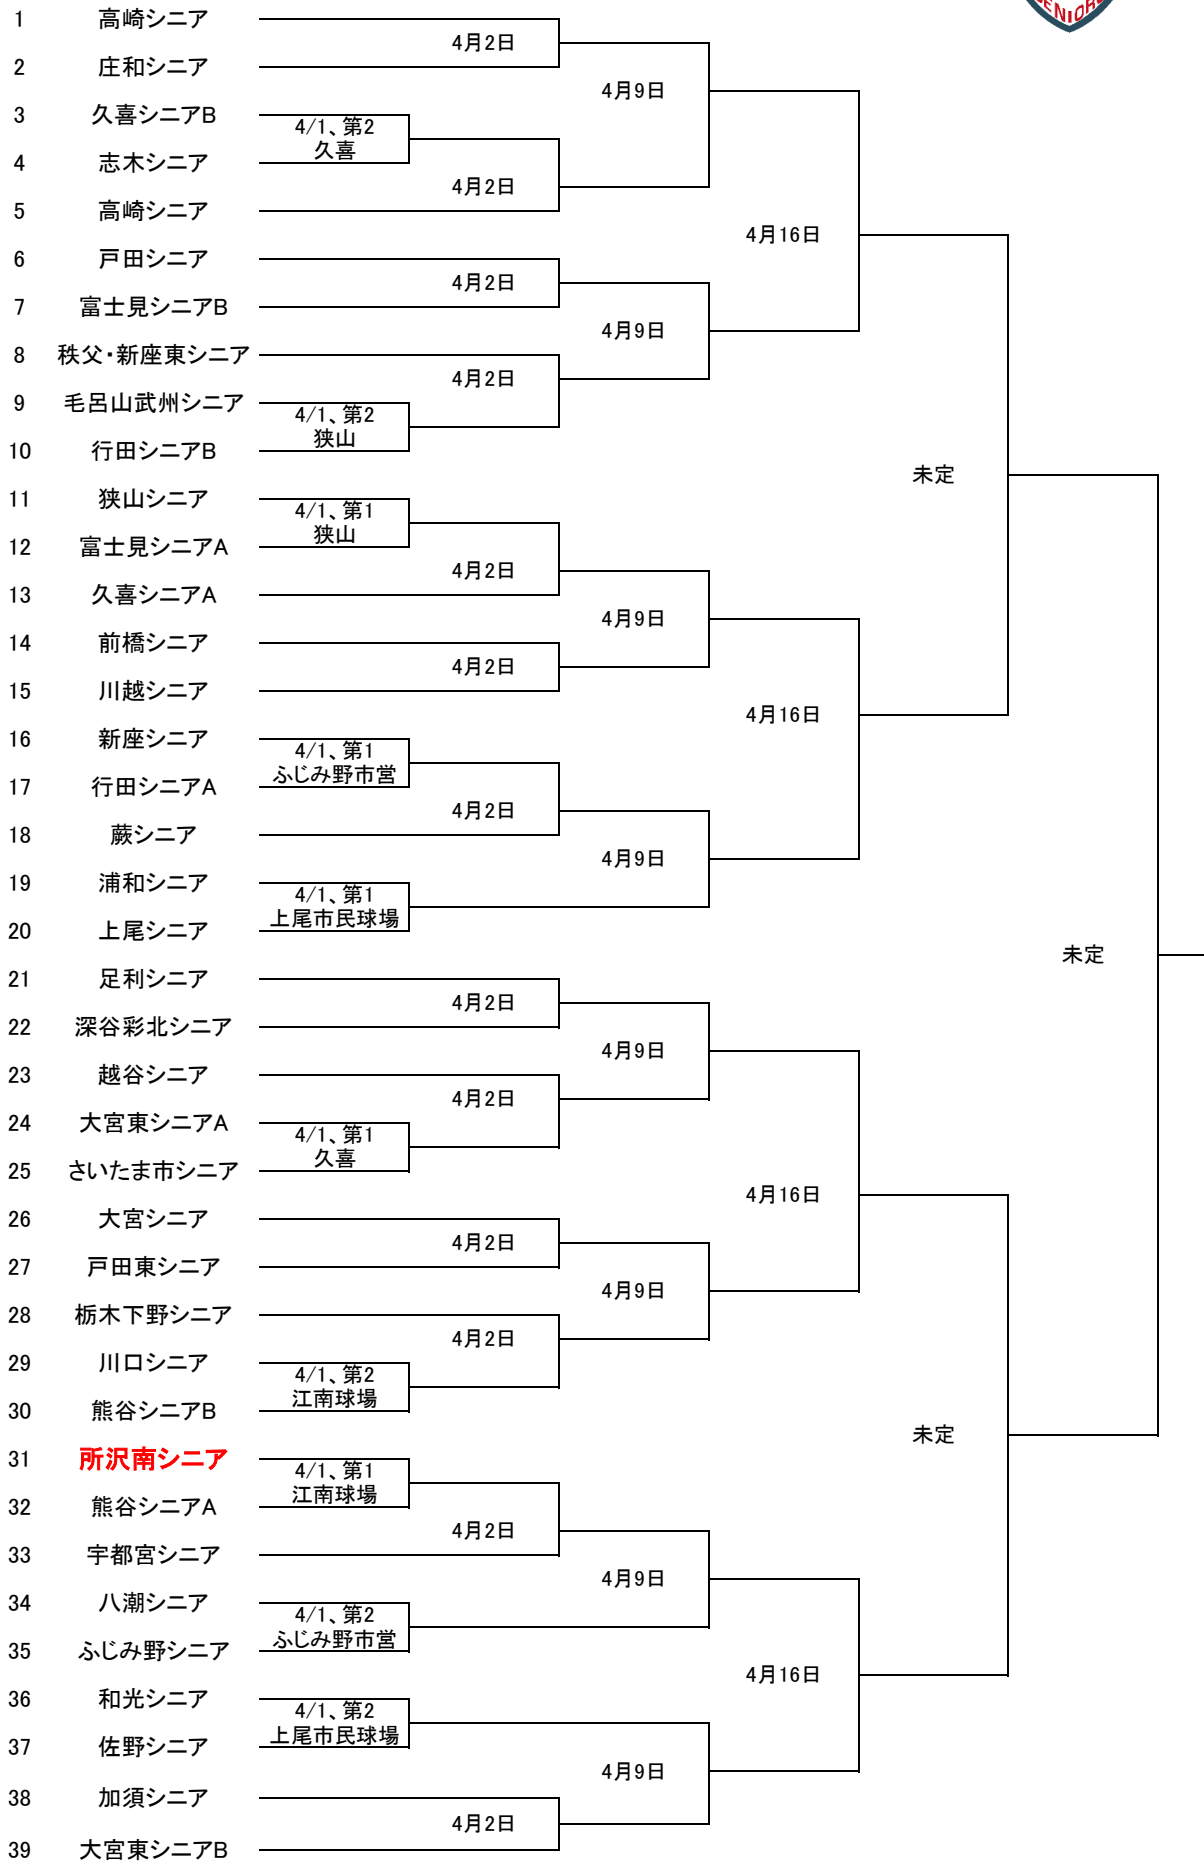 ENIOR
1 高崎シニア
4月2日
2 庄和シニア
4月9日
3 久喜シニアB
4/1、第2
久喜
4 志木シニア
4月2日
5 高崎シニア
4月16日
6 戸田シニア
4月2日
7 富士見シニアB
4月9日
8 秩父・新座東シニア
4月2日
9 毛呂山武州シニア
4/1、第2
狭山
10 行田シニアB
未定
11 狭山シニア
4/1、第1
狭山
12 富士見シニアA
4月2日
13 久喜シニアA
4月9日
14 前橋シニア
4月2日
15 川越シニア
4月16日
16 新座シニア
4/1、第1
ふじみ野市営
17 行田シニアA
4月2日
18 蕨シニア
4月9日
19 浦和シニア
4/1、第1
上尾市民球場
20 上尾シニア
未定
21 足利シニア
4月2日
22 深谷彩北シニア
4月9日
23 越谷シニア
4月2日
24 大宮東シニアA
4/1、第1
久喜
25 さいたま市シニア
4月16日
26 大宮シニア
4月2日
27 戸田東シニア
4月9日
28 栃木下野シニア
4月2日
29 川口シニア
4/1、第2
江南球場
30 熊谷シニアB
未定
31 所沢南シニア
4/1、第1
江南球場
32 熊谷シニアA
4月2日
33 宇都宮シニア
4月9日
34 八潮シニア
4/1、第2
ふじみ野市営
35 ふじみ野シニア
4月16日
36 和光シニア
4/1、第2
上尾市民球場
37 佐野シニア
4月9日
38 加須シニア
4月2日
39 大宮東シニアB